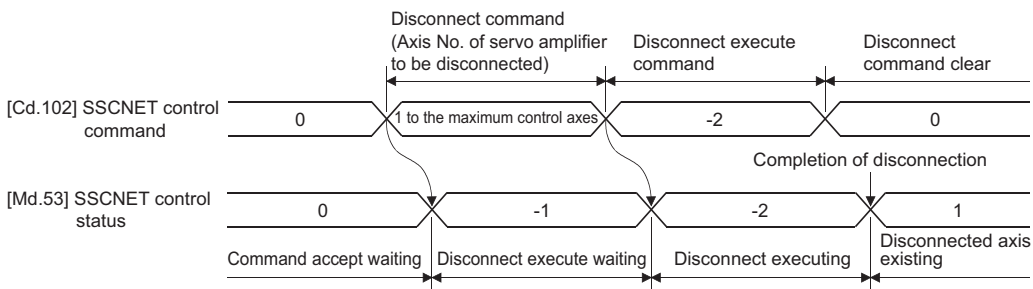 Disconnect command
(Axis No. of servo amplifier
to be disconnected)
Disconnect execute
command
Disconnect
command clear
[Cd.102] SSCNET control
command
0
1 to the maximum control axes
-2
0
Completion of disconnection
[Md.53] SSCNET control
status
0
-1
-2
1
Command accept waiting
Disconnect execute waiting
Disconnect executing
Disconnected axis
existing